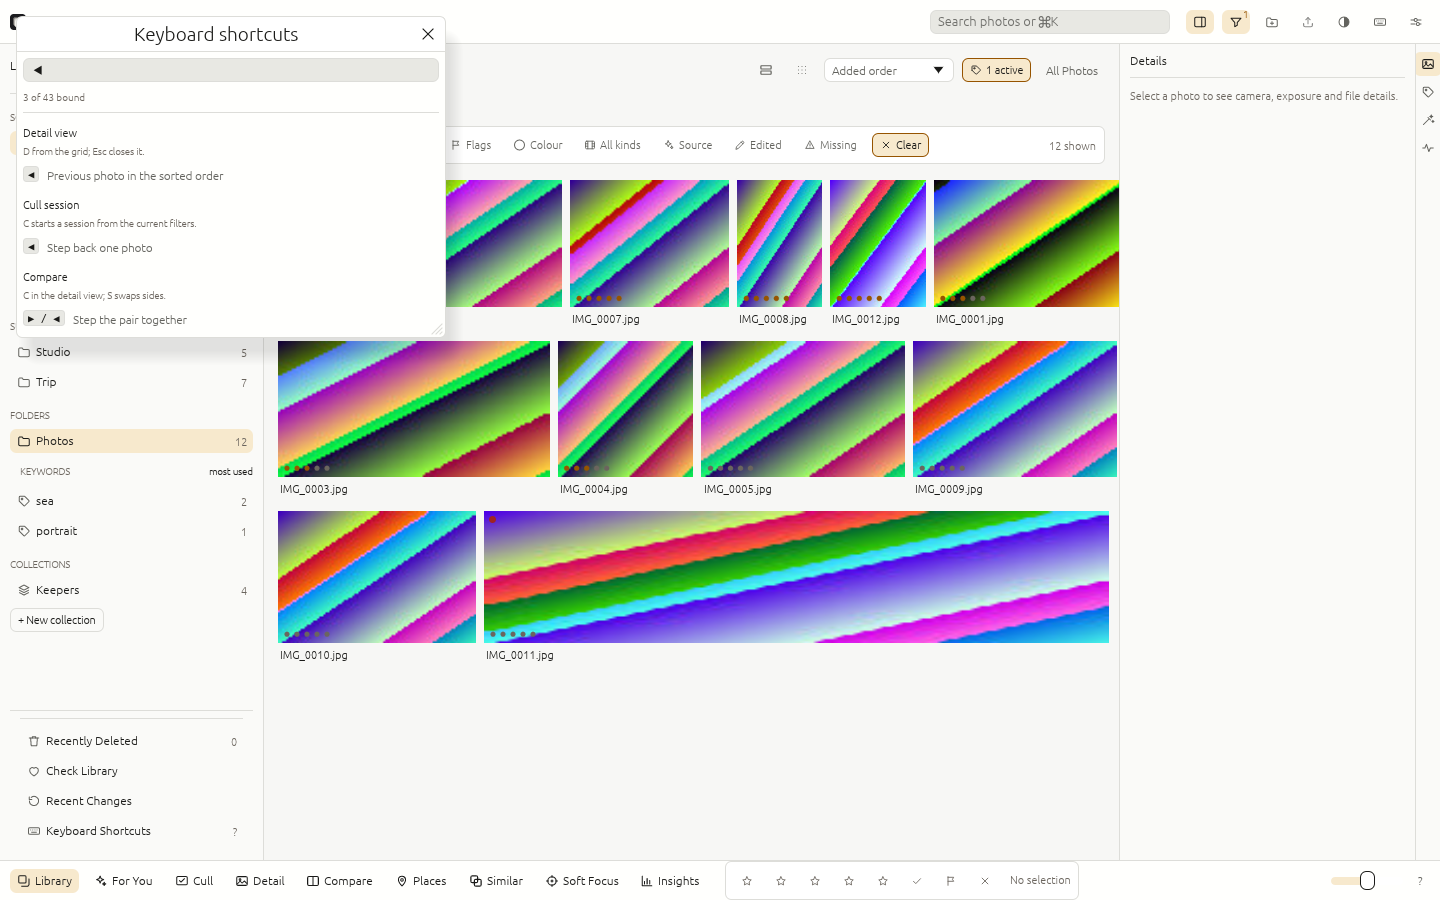 Keyboard shortcuts
◀
3 of 43 bound
Detail view
D from the grid; Esc closes it.
◀ Previous photo in the sorted order
Cull session
C starts a session from the current filters.
◀ Step back one photo
Compare
C in the detail view; S swaps sides.
▶ / ◀ Step the pair together
Search photos or ⌘K
1
Added order
1 active
All Photos
Flags
Colour
All kinds
Source
Edited
Missing
Clear
12 shown
IMG_0007.jpg
IMG_0008.jpg
IMG_0012.jpg
IMG_0001.jpg
IMG_0003.jpg
IMG_0004.jpg
IMG_0005.jpg
IMG_0009.jpg
IMG_0010.jpg
IMG_0011.jpg
Studio 5
Trip 7
FOLDERS
Photos 12
KEYWORDS most used
sea 2
portrait 1
COLLECTIONS
Keepers 4
+ New collection
Recently Deleted 0
Check Library
Recent Changes
Keyboard Shortcuts ?
Details
Select a photo to see camera, exposure and file details.
Library
For You
Cull
Detail
Compare
Places
Similar
Soft Focus
Insights
No selection
?